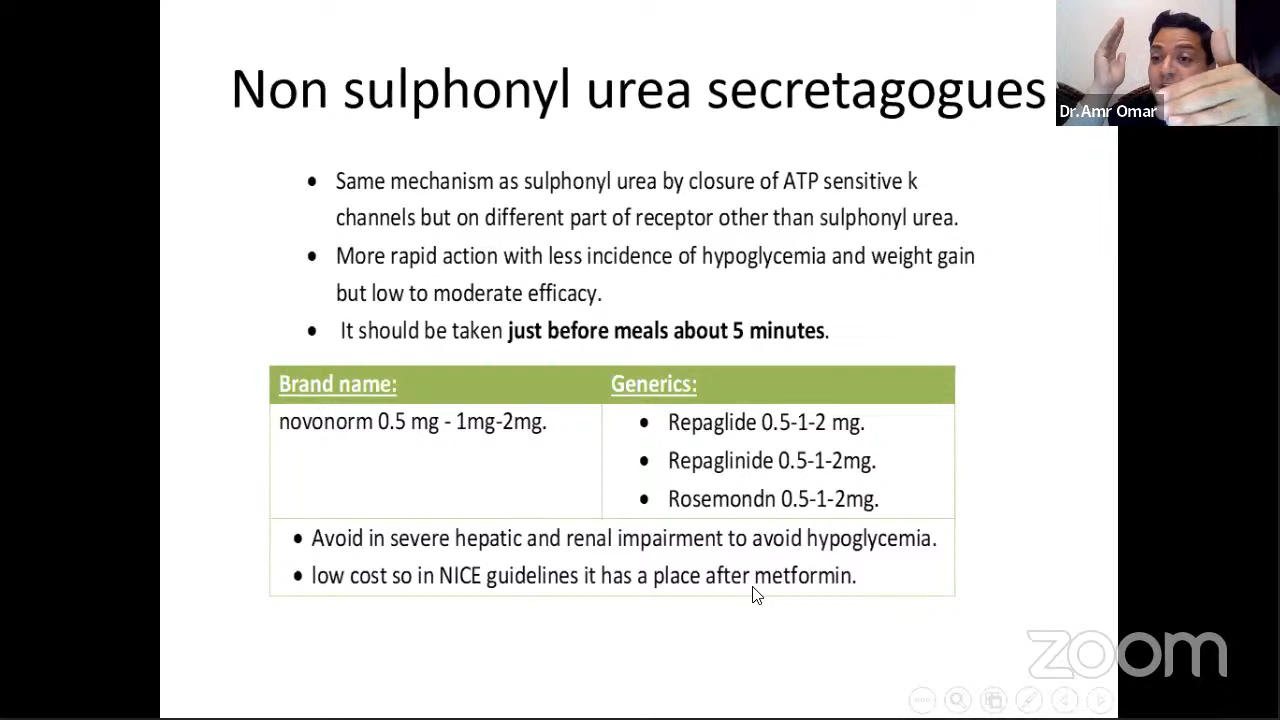 Non sulphonyl urea secretagogues
Dr.Amr Omar
• Same mechanism as sulphonyl urea by closure of ATP sensitive k
channels but on different part of receptor other than sulphonyl urea.
• More rapid action with less incidence of hypoglycemia and weight gain
but low to moderate efficacy.
• It should be taken just before meals about 5 minutes.
Brand name:
Generics:
novonorm 0.5 mg - 1mg-2mg.
• Repaglide 0.5-1-2 mg.
• Repaglinide 0.5-1-2mg.
• Rosemondn 0.5-1-2mg.
• Avoid in severe hepatic and renal impairment to avoid hypoglycemia.
• low cost so in NICE guidelines it has a place after metformin.
zoom